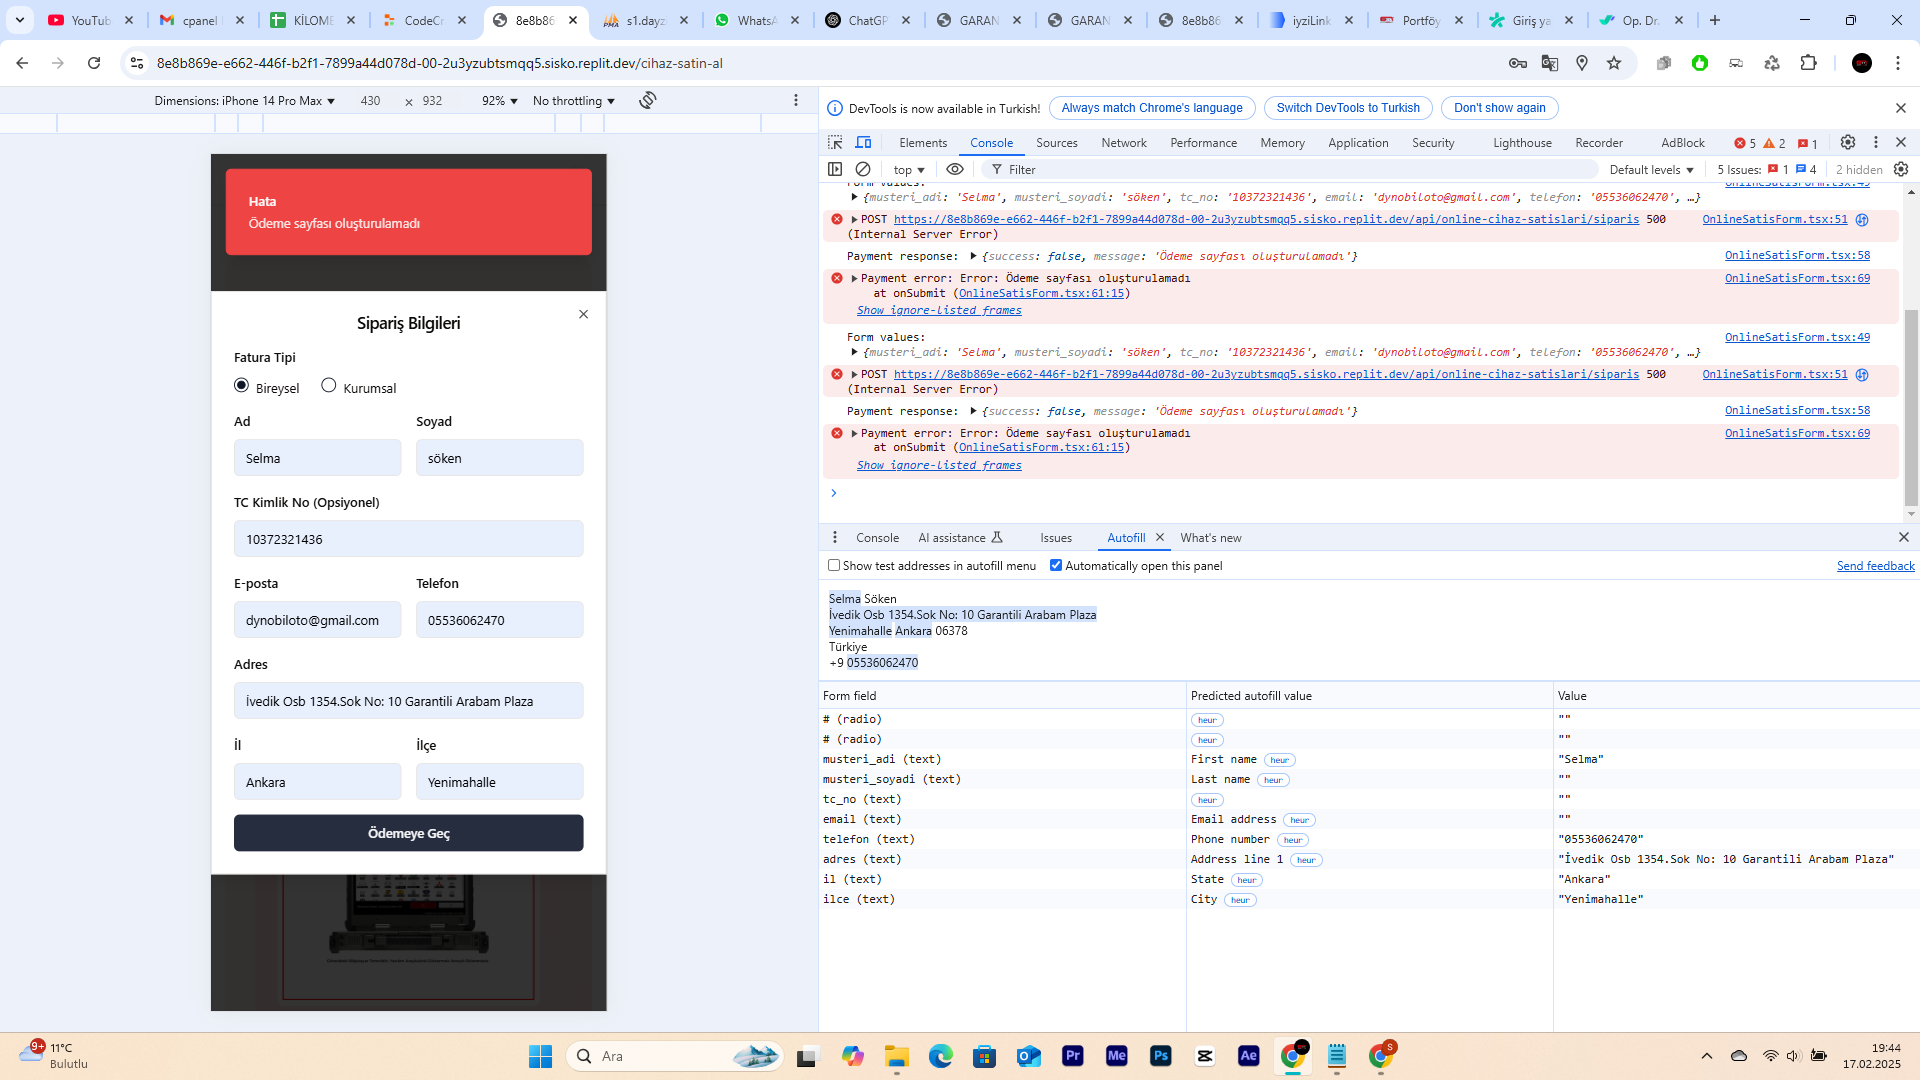 YouTub
cpanel
KİLOME
CodeCr
8e8b86
s1.dayz
WhatsA
ChatGP
GARAN
GARAN
8e8b86
iyziLink
Portföy
Giriş ya
Op. Dr.
8e8b869e-e662-446f-b2f1-7899a44d078d-00-2u3yzubtsmqq5.sisko.replit.dev/cihaz-satin-al
Dimensions: iPhone 14 Pro Max ▼ 430 × 932 92% ▼ No throttling ▼
DevTools is now available in Turkish! Always match Chrome's language Switch DevTools to Turkish Don't show again
Elements Console Sources Network Performance Memory Application Security Lighthouse Recorder AdBlock 5 2 1
top ▼ Filter Default levels ▼ 5 Issues: 1 4 2 hidden
Hata
Ödeme sayfası oluşturulamadı
Sipariş Bilgileri
Fatura Tipi
Bireysel Kurumsal
Ad Soyad
Selma söken
TC Kimlik No (Opsiyonel)
10372321436
E-posta Telefon
dynobiloto@gmail.com 05536062470
Adres
İvedik Osb 1354.Sok No: 10 Garantili Arabam Plaza
İl İlçe
Ankara Yenimahalle
Ödemeye Geç
Form values: OnlineSatisForm.tsx:49
{musteri_adi: 'Selma', musteri_soyadi: 'söken', tc_no: '10372321436', email: 'dynobiloto@gmail.com', telefon: '05536062470', …}
POST https://8e8b869e-e662-446f-b2f1-7899a44d078d-00-2u3yzubtsmqq5.sisko.replit.dev/api/online-cihaz-satislari/siparis 500 OnlineSatisForm.tsx:51
(Internal Server Error)
Payment response: {success: false, message: 'Ödeme sayfası oluşturulamadı'} OnlineSatisForm.tsx:58
Payment error: Error: Ödeme sayfası oluşturulamadı OnlineSatisForm.tsx:69
at onSubmit (OnlineSatisForm.tsx:61:15)
Show ignore-listed frames
Form values: OnlineSatisForm.tsx:49
{musteri_adi: 'Selma', musteri_soyadi: 'söken', tc_no: '10372321436', email: 'dynobiloto@gmail.com', telefon: '05536062470', …}
POST https://8e8b869e-e662-446f-b2f1-7899a44d078d-00-2u3yzubtsmqq5.sisko.replit.dev/api/online-cihaz-satislari/siparis 500 OnlineSatisForm.tsx:51
(Internal Server Error)
Payment response: {success: false, message: 'Ödeme sayfası oluşturulamadı'} OnlineSatisForm.tsx:58
Payment error: Error: Ödeme sayfası oluşturulamadı OnlineSatisForm.tsx:69
at onSubmit (OnlineSatisForm.tsx:61:15)
Show ignore-listed frames
Console AI assistance Issues Autofill What's new
Show test addresses in autofill menu Automatically open this panel Send feedback
Selma Söken
İvedik Osb 1354.Sok No: 10 Garantili Arabam Plaza
Yenimahalle Ankara 06378
Türkiye
+9 05536062470
Form field Predicted autofill value Value
# (radio) heur ""
# (radio) heur ""
musteri_adi (text) First name heur "Selma"
musteri_soyadi (text) Last name heur ""
tc_no (text) heur ""
email (text) Email address heur ""
telefon (text) Phone number heur "05536062470"
adres (text) Address line 1 heur "İvedik Osb 1354.Sok No: 10 Garantili Arabam Plaza"
il (text) State heur "Ankara"
ilce (text) City heur "Yenimahalle"
9+
11°C
Bulutlu
Ara
Pr Me Ps Ae S
19:44
17.02.2025